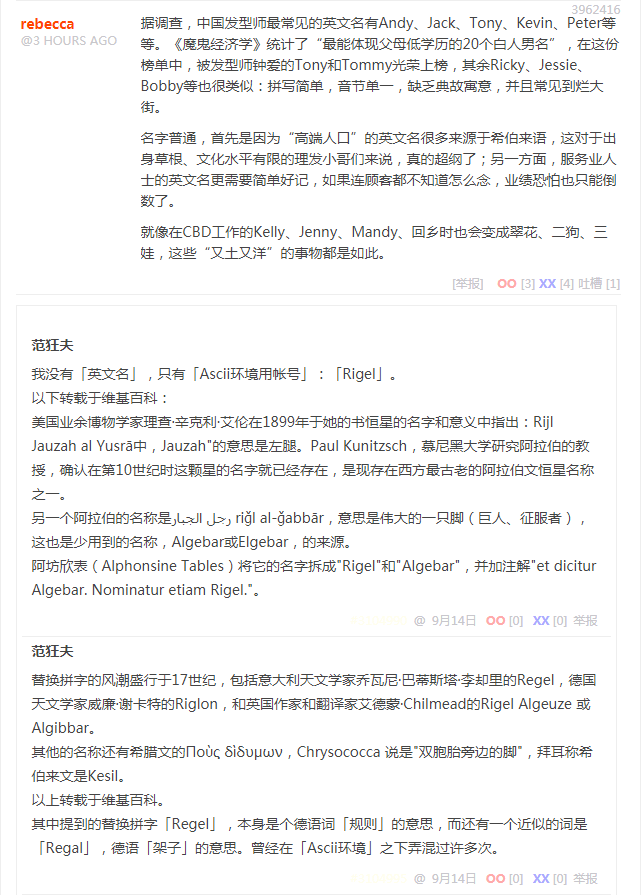 3962416
rebecca
@3 HOURS AGO
据调查，中国发型师最常见的英文名有Andy、Jack、Tony、Kevin、Peter等
等。《魔鬼经济学》统计了“最能体现父母低学历的20个白人男名”，在这份
榜单中，被发型师钟爱的Tony和Tommy光荣上榜，其余Ricky、Jessie、
Bobby等也很类似：拼写简单，音节单一，缺乏典故寓意，并且常见到烂大
街。
名字普通，首先是因为“高端人口”的英文名很多来源于希伯来语，这对于出
身草根、文化水平有限的理发小哥们来说，真的超纲了；另一方面，服务业人
士的英文名更需要简单好记，如果连顾客都不知道怎么念，业绩恐怕也只能倒
数了。
就像在CBD工作的Kelly、Jenny、Mandy、回乡时也会变成翠花、二狗、三
娃，这些“又土又洋”的事物都是如此。
[举报] OO [3] XX [4] 吐槽 [1]
范狂夫
我没有「英文名」，只有「Ascii环境用帐号」：「Rigel」。
以下转载于维基百科：
美国业余博物学家理查·辛克利·艾伦在1899年于她的书恒星的名字和意义中指出：Rijl
Jauzah al Yusrā中，Jauzah"的意思是左腿。Paul Kunitzsch，慕尼黑大学研究阿拉伯的教
授，确认在第10世纪时这颗星的名字就已经存在，是现存在西方最古老的阿拉伯文恒星名称
之一。
另一个阿拉伯的名称是رجل الجبار riǧl al-ǧabbār，意思是伟大的一只脚（巨人、征服者），
这也是少用到的名称，Algebar或Elgebar，的来源。
阿坊欣表（Alphonsine Tables）将它的名字拆成"Rigel"和"Algebar"，并加注解"et dicitur
Algebar. Nominatur etiam Rigel."。
@ 9月14日 OO [0] XX [0] 举报
范狂夫
替换拼字的风潮盛行于17世纪，包括意大利天文学家乔瓦尼·巴蒂斯塔·李却里的Regel，德国
天文学家威廉·谢卡特的Riglon，和英国作家和翻译家艾德蒙·Chilmead的Rigel Algeuze 或
Algibbar。
其他的名称还有希腊文的Ποὺς δὶδυμων，Chrysococca 说是"双胞胎旁边的脚"，拜耳称希
伯来文是Kesil。
以上转载于维基百科。
其中提到的替换拼字「Regel」，本身是个德语词「规则」的意思，而还有一个近似的词是
「Regal」，德语「架子」的意思。曾经在「Ascii环境」之下弄混过许多次。
@ 9月14日 OO [0] XX [0] 举报